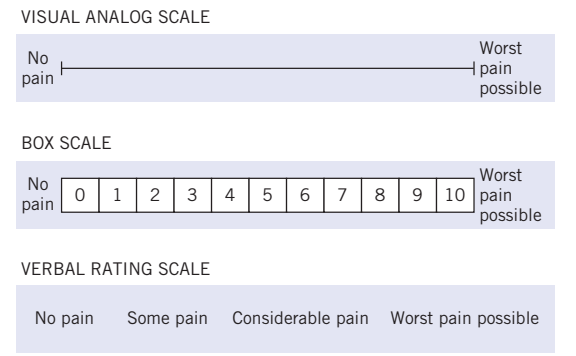 VISUAL ANALOG SCALE
No
pain
Worst
pain
possible
BOX SCALE
No
pain
0 1 2 3 4 5 6 7 8 9 10
Worst
pain
possible
VERBAL RATING SCALE
No pain Some pain Considerable pain Worst pain possible